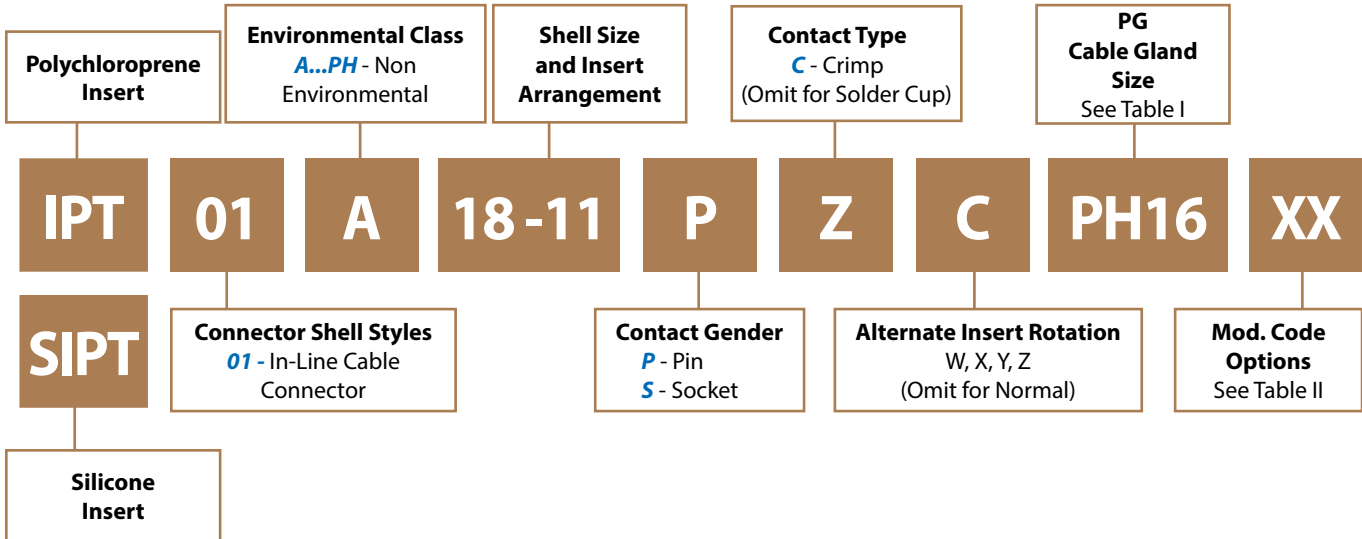 Polychloroprene
Insert
Environmental Class
A...PH - Non
Environmental
Shell Size
and Insert
Arrangement
Contact Type
C - Crimp
(Omit for Solder Cup)
PG
Cable Gland
Size
See Table I
IPT 01 A 18-11 P Z C PH16 XX
SIPT
Connector Shell Styles
01 - In-Line Cable
Connector
Contact Gender
P - Pin
S - Socket
Alternate Insert Rotation
W, X, Y, Z
(Omit for Normal)
Mod. Code
Options
See Table II
Silicone
Insert